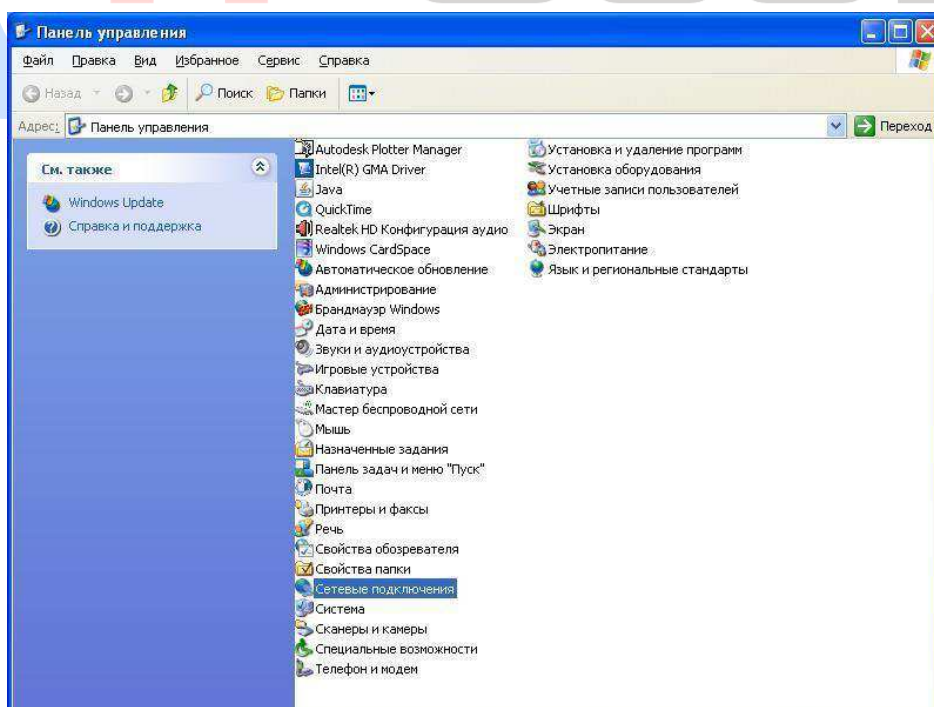 Панель управления
Файл Правка Вид Избранное Сервис Справка
Назад Поиск Папки
Адрес: Панель управления Переход
См. также
Windows Update
Справка и поддержка
Autodesk Plotter Manager
Intel(R) GMA Driver
Java
QuickTime
Realtek HD Конфигурация аудио
Windows CardSpace
Автоматическое обновление
Администрирование
Брандмауэр Windows
Дата и время
Звуки и аудиоустройства
Игровые устройства
Клавиатура
Мастер беспроводной сети
Мышь
Назначенные задания
Панель задач и меню "Пуск"
Почта
Принтеры и факсы
Речь
Свойства обозревателя
Свойства папки
Сетевые подключения
Система
Сканеры и камеры
Специальные возможности
Телефон и модем
Установка и удаление программ
Установка оборудования
Учетные записи пользователей
Шрифты
Экран
Электропитание
Язык и региональные стандарты